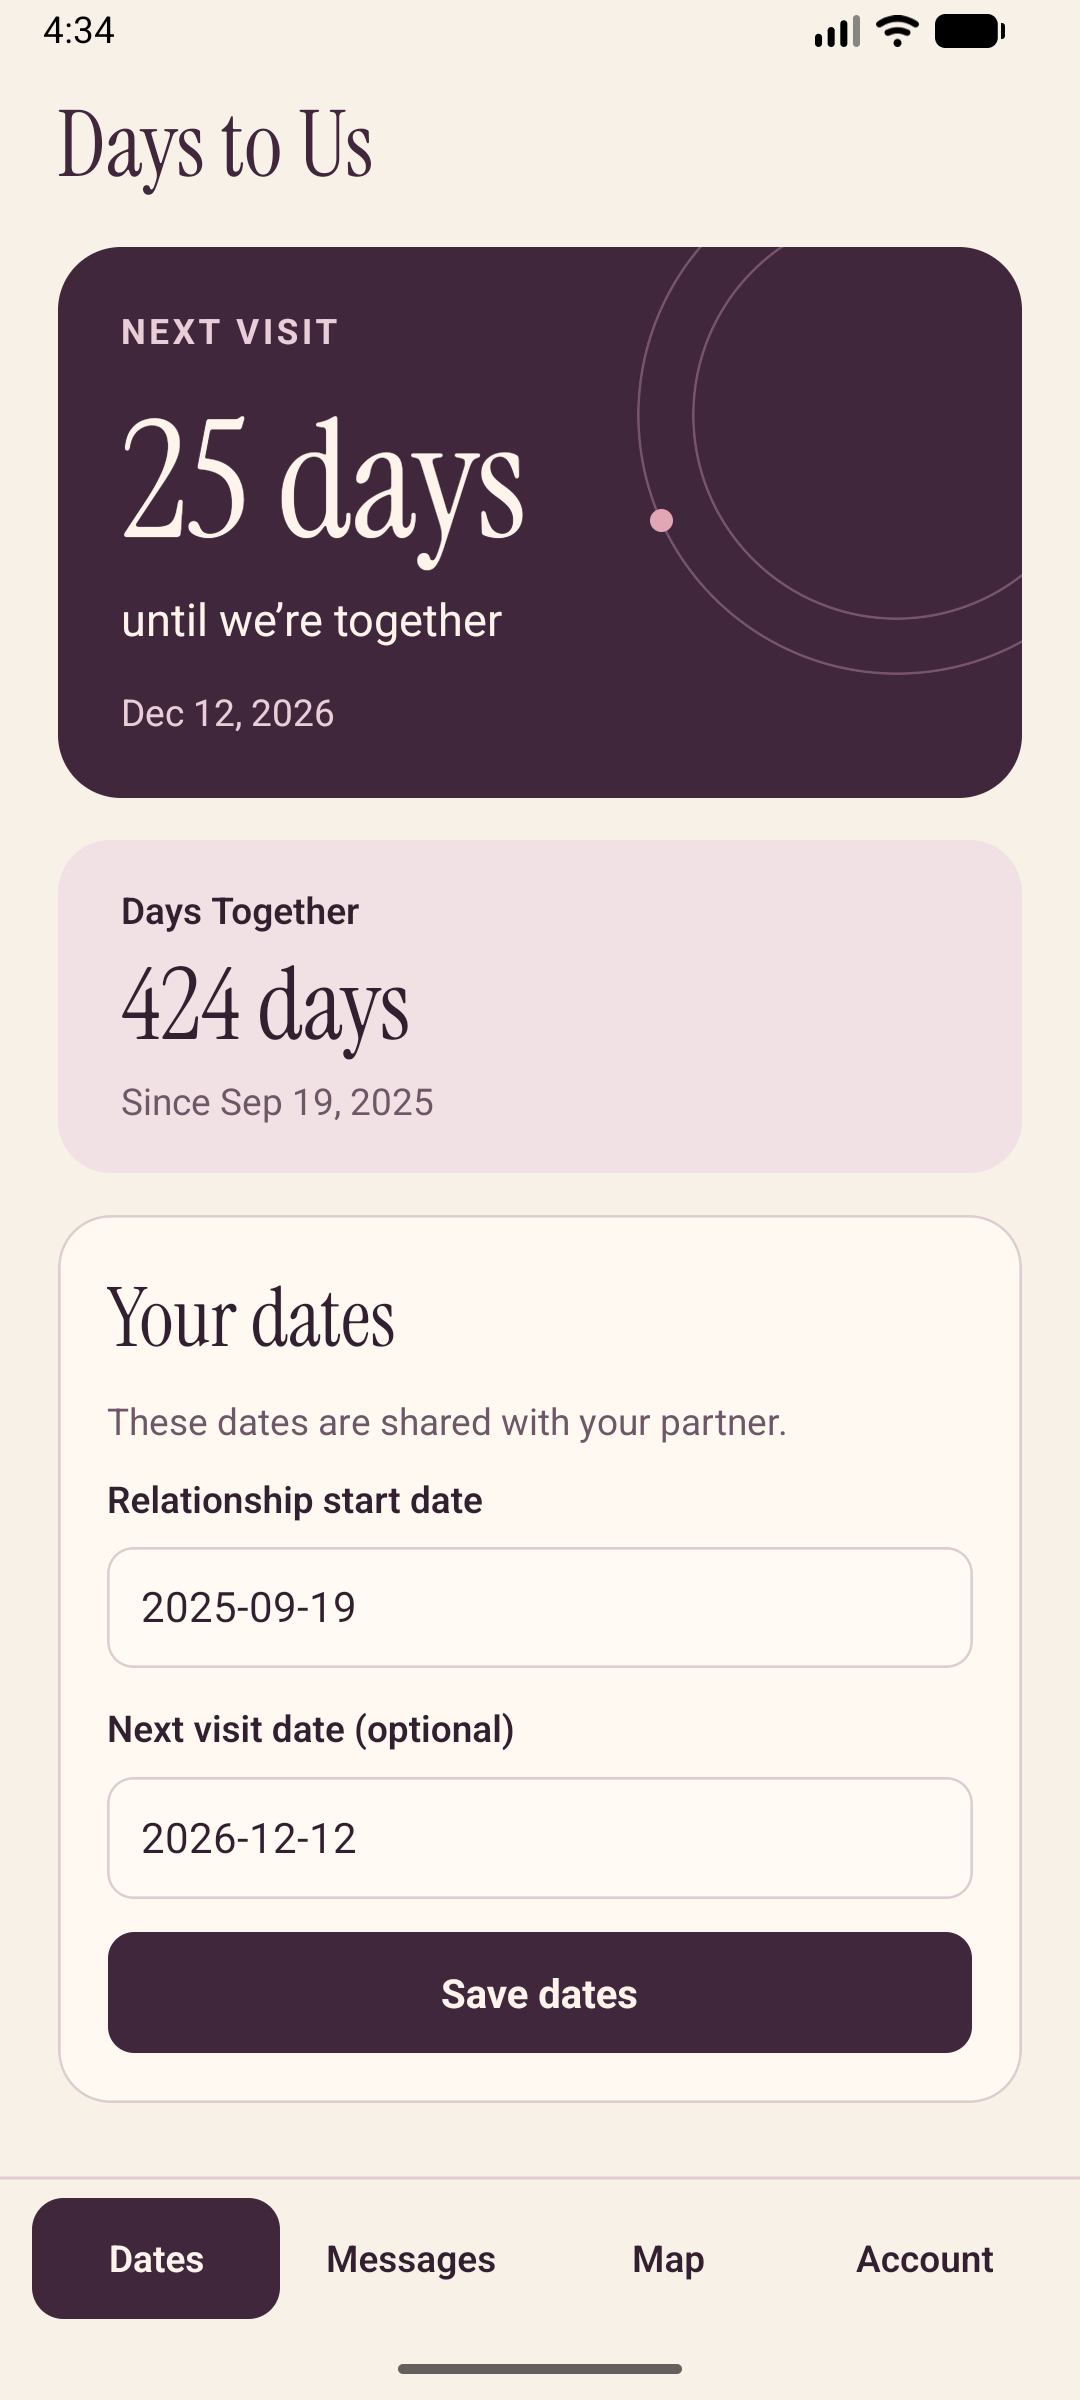 4:34
Days to Us
NEXT VISIT
25 days
until we’re together
Dec 12, 2026
Days Together
424 days
Since Sep 19, 2025
Your dates
These dates are shared with your partner.
Relationship start date
2025-09-19
Next visit date (optional)
2026-12-12
Save dates
Dates Messages Map Account